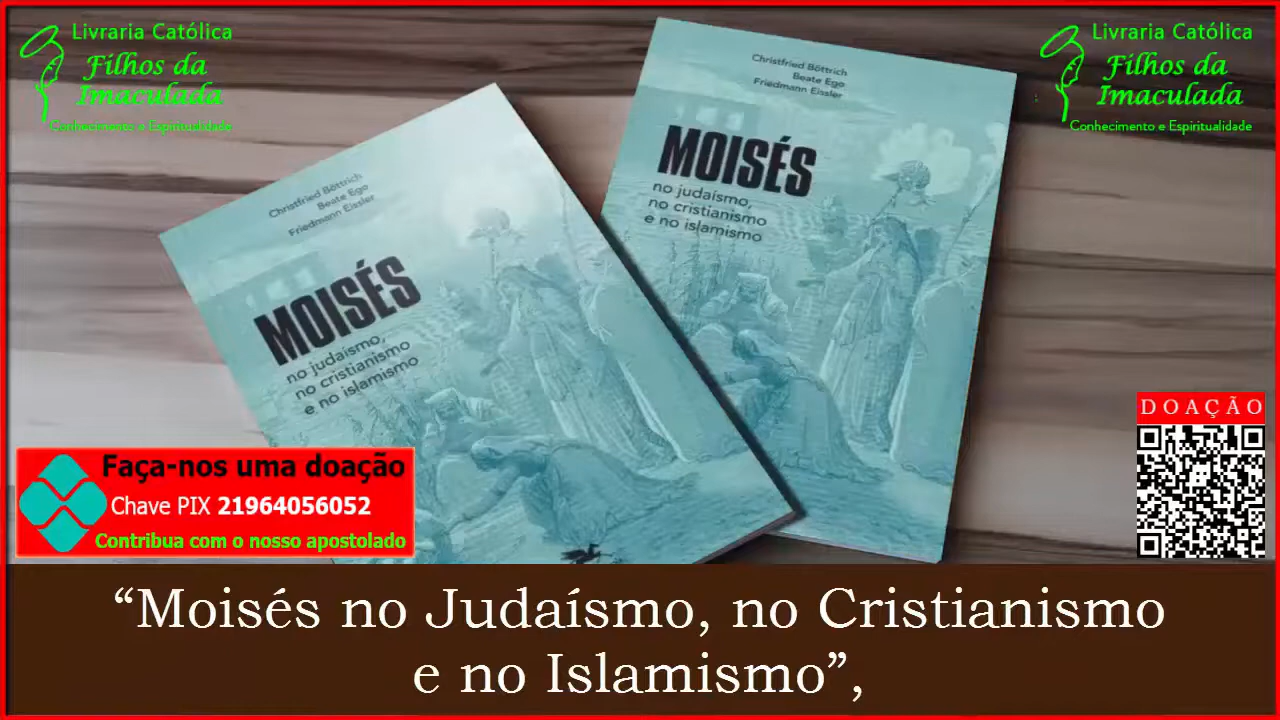 Livraria Católica
Filhos da
Imaculada
Conhecimento e Espiritualidade
Livraria Católica
Filhos da
Imaculada
Conhecimento e Espiritualidade
Christfried Böttrich
Beate Ego
Friedmann Eissler
MOISÉS
no judaísmo,
no cristianismo
e no islamismo
Christfried Böttrich
Beate Ego
Friedmann Eissler
MOISÉS
no judaísmo,
no cristianismo
e no islamismo
DOAÇÃO
Faça-nos uma doação
Chave PIX 21964056052
Contribua com o nosso apostolado
“Moisés no Judaísmo, no Cristianismo
e no Islamismo”,